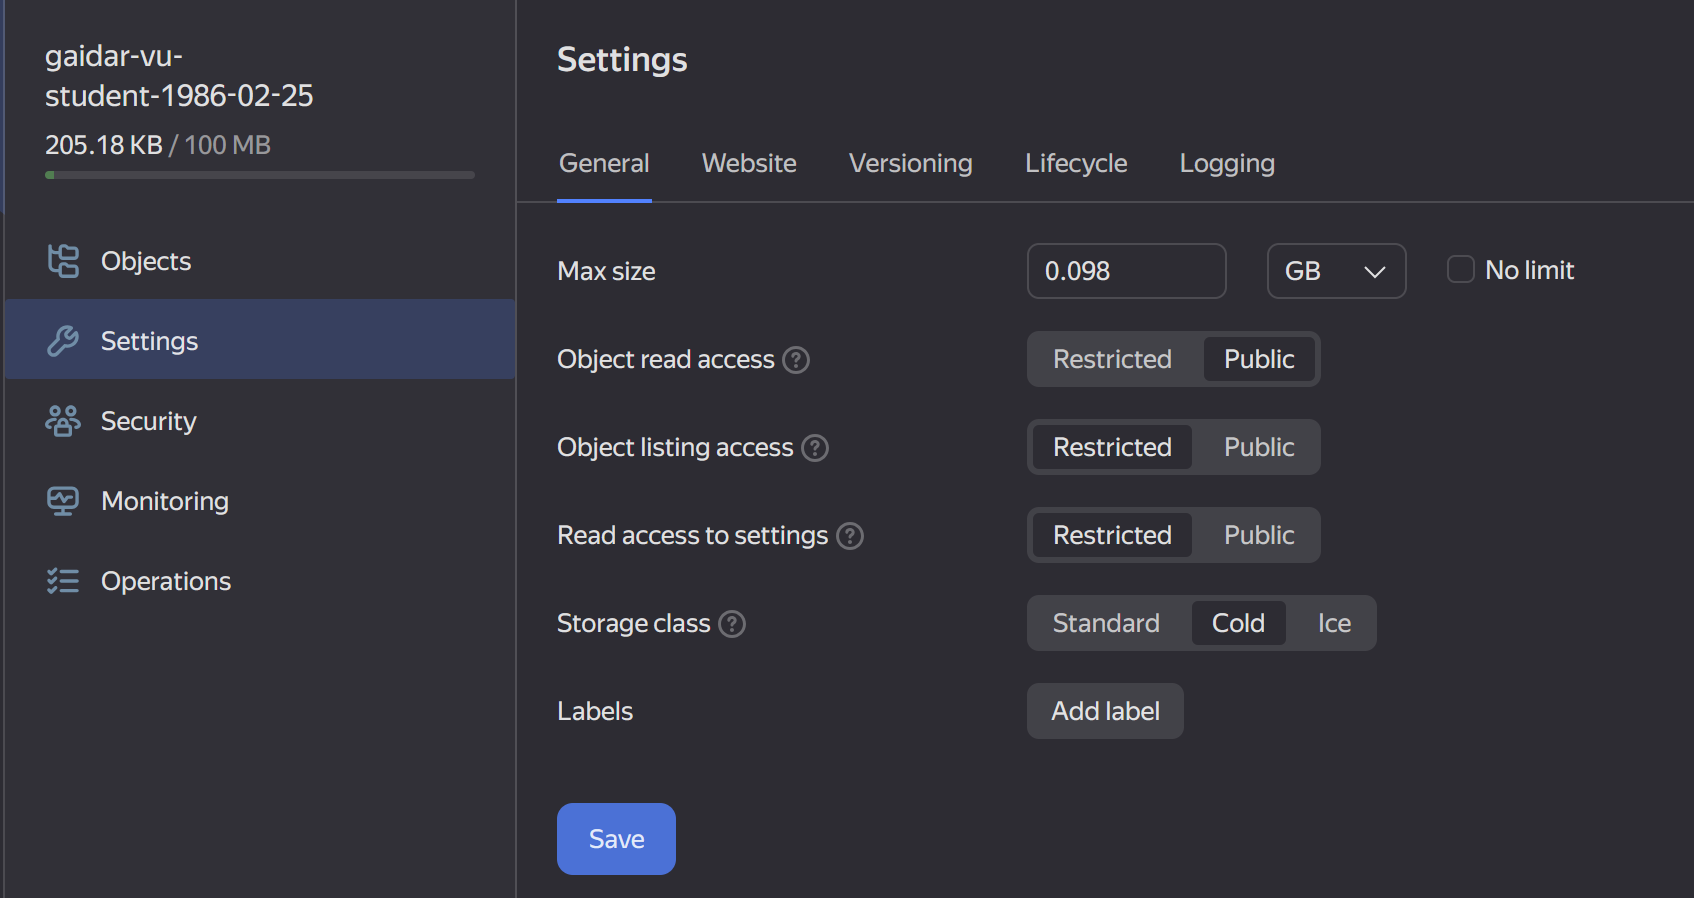 gaidar-vu-
student-1986-02-25
205.18 KB / 100 MB
Objects
Settings
Security
Monitoring
Operations
Settings
General Website Versioning Lifecycle Logging
Max size 0.098 GB No limit
Object read access ? Restricted Public
Object listing access ? Restricted Public
Read access to settings ? Restricted Public
Storage class ? Standard Cold Ice
Labels Add label
Save